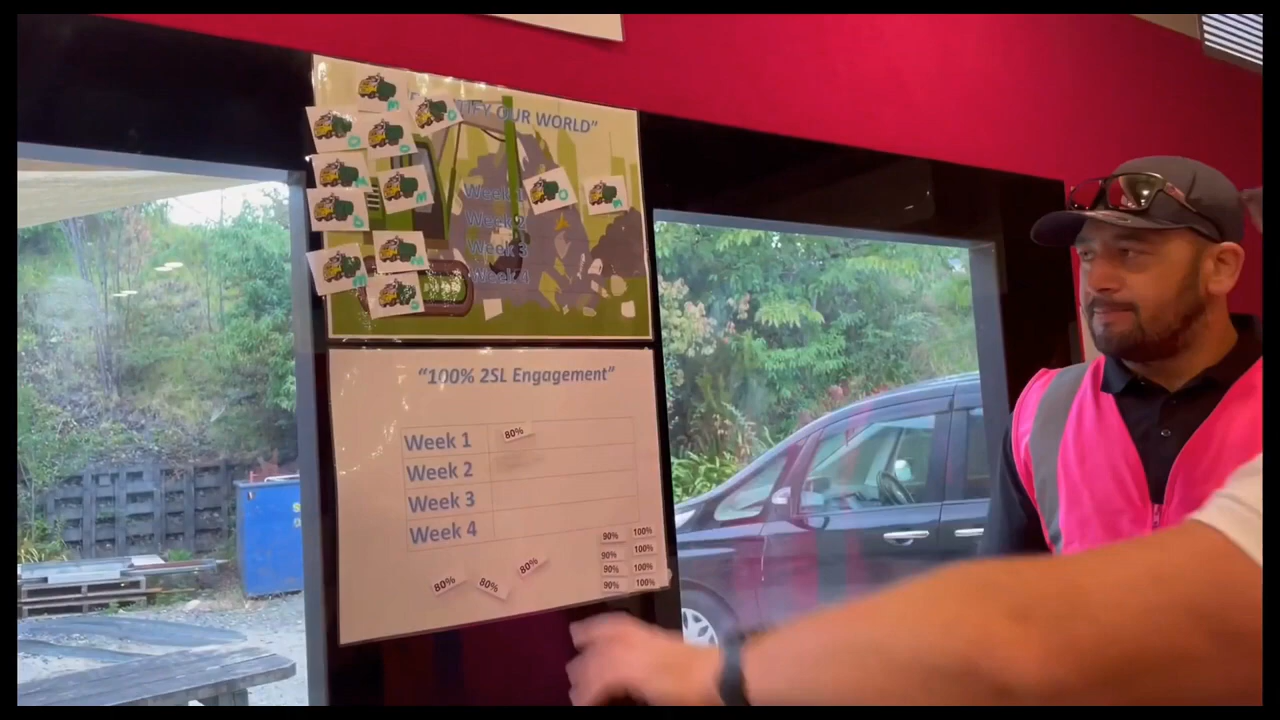 OUR WORLD”
Week 1
Week 2
Week 3
Week 4
“100% 2SL Engagement”
Week 1 80%
Week 2
Week 3
Week 4
90% 100%
90% 100%
90% 100%
90% 100%
80% 80% 80%